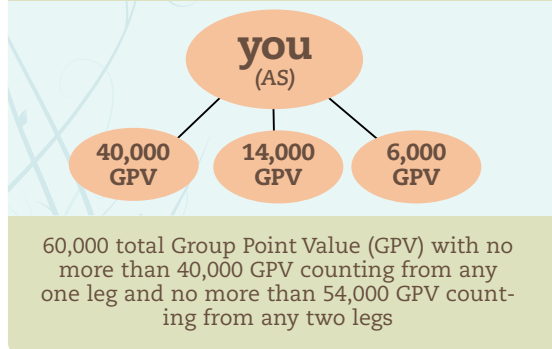 you
(AS)
40,000
GPV
14,000
GPV
6,000
GPV
60,000 total Group Point Value (GPV) with no
more than 40,000 GPV counting from any
one leg and no more than 54,000 GPV count-
ing from any two legs